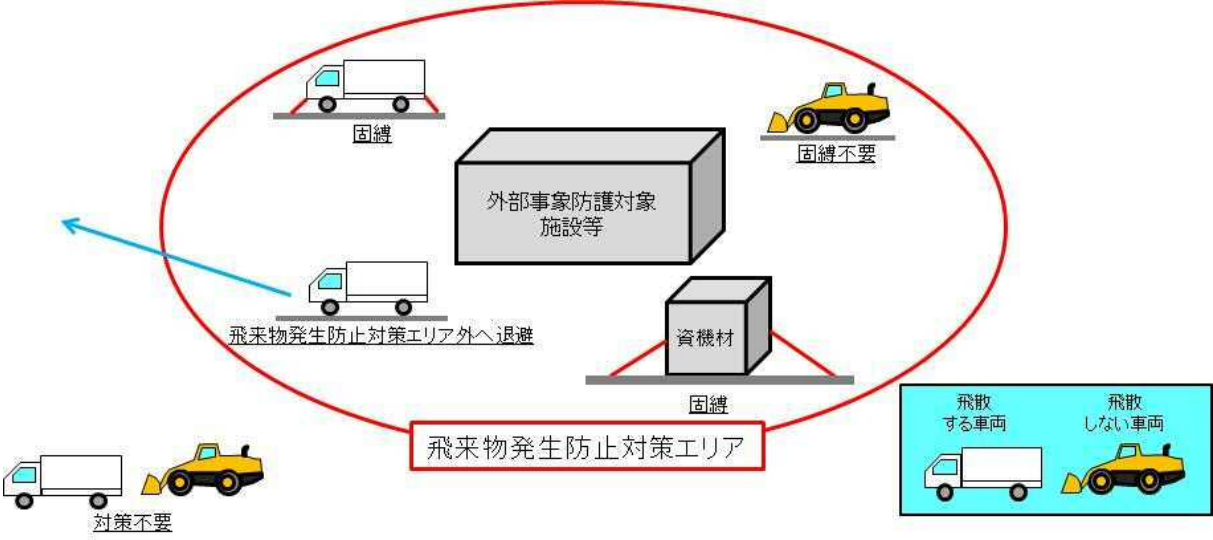 固縛
固縛不要
外部事象防護対象
施設等
飛来物発生防止対策エリア外へ退避
資機材
固縛
飛来物発生防止対策エリア
対策不要
飛散
する車両
飛散
しない車両